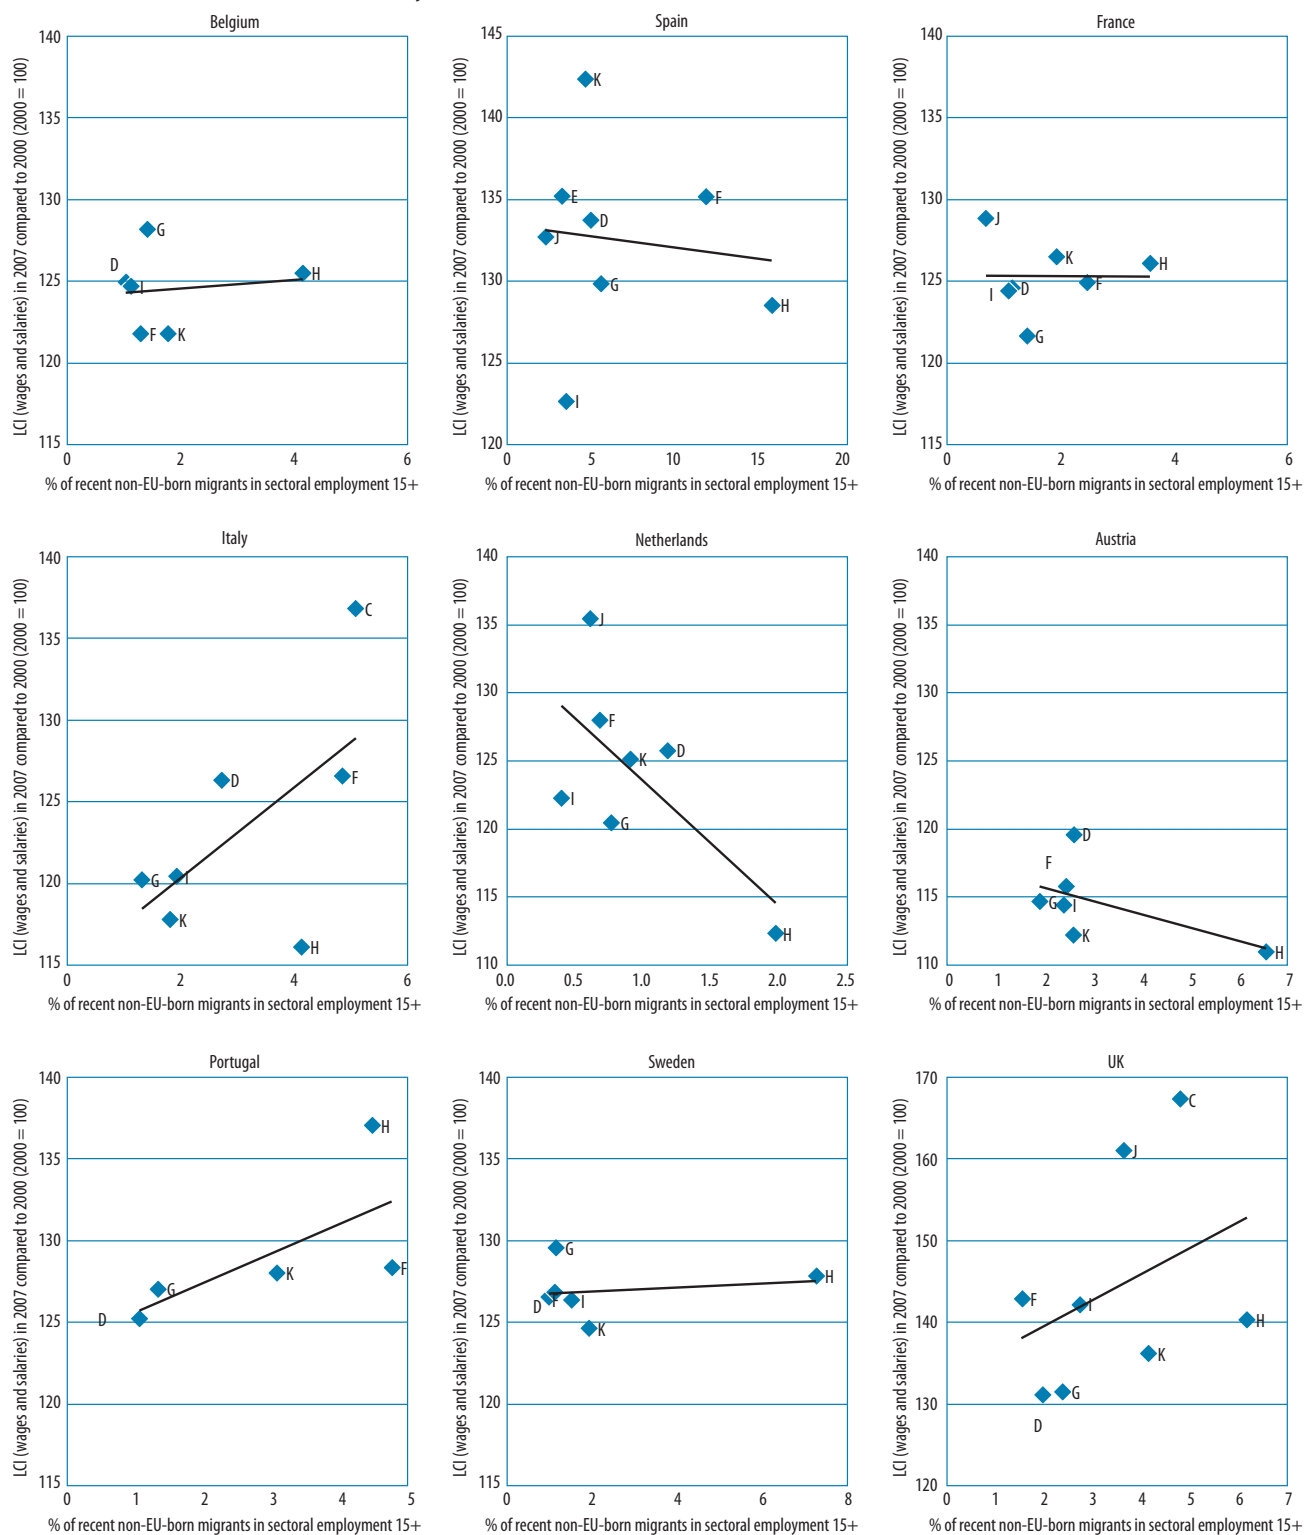 Belgium
LCI (wages and salaries) in 2007 compared to 2000 (2000 = 100)
140
135
130
125
120
115
G
D
I
H
F
K
0 2 4 6
% of recent non-EU-born migrants in sectoral employment 15+
Spain
LCI (wages and salaries) in 2007 compared to 2000 (2000 = 100)
145
140
135
130
125
120
K
E
F
D
J
G
H
I
0 5 10 15 20
% of recent non-EU-born migrants in sectoral employment 15+
France
LCI (wages and salaries) in 2007 compared to 2000 (2000 = 100)
140
135
130
125
120
115
J
K
H
I
D
F
G
0 2 4 6
% of recent non-EU-born migrants in sectoral employment 15+
Italy
LCI (wages and salaries) in 2007 compared to 2000 (2000 = 100)
140
135
130
125
120
115
C
D
F
G
I
K
H
0 2 4 6
% of recent non-EU-born migrants in sectoral employment 15+
Netherlands
LCI (wages and salaries) in 2007 compared to 2000 (2000 = 100)
140
135
130
125
120
115
110
J
F
K
D
I
G
H
0.0 0.5 1.0 1.5 2.0 2.5
% of recent non-EU-born migrants in sectoral employment 15+
Austria
LCI (wages and salaries) in 2007 compared to 2000 (2000 = 100)
140
135
130
125
120
115
110
D
F
G
I
K
H
0 1 2 3 4 5 6 7
% of recent non-EU-born migrants in sectoral employment 15+
Portugal
LCI (wages and salaries) in 2007 compared to 2000 (2000 = 100)
140
135
130
125
120
115
H
G
K
F
D
0 1 2 3 4 5
% of recent non-EU-born migrants in sectoral employment 15+
Sweden
LCI (wages and salaries) in 2007 compared to 2000 (2000 = 100)
140
135
130
125
120
115
G
H
D
F
I
K
0 2 4 6 8
% of recent non-EU-born migrants in sectoral employment 15+
UK
LCI (wages and salaries) in 2007 compared to 2000 (2000 = 100)
170
160
150
140
130
120
C
J
F
I
H
K
G
D
0 1 2 3 4 5 6 7
% of recent non-EU-born migrants in sectoral employment 15+